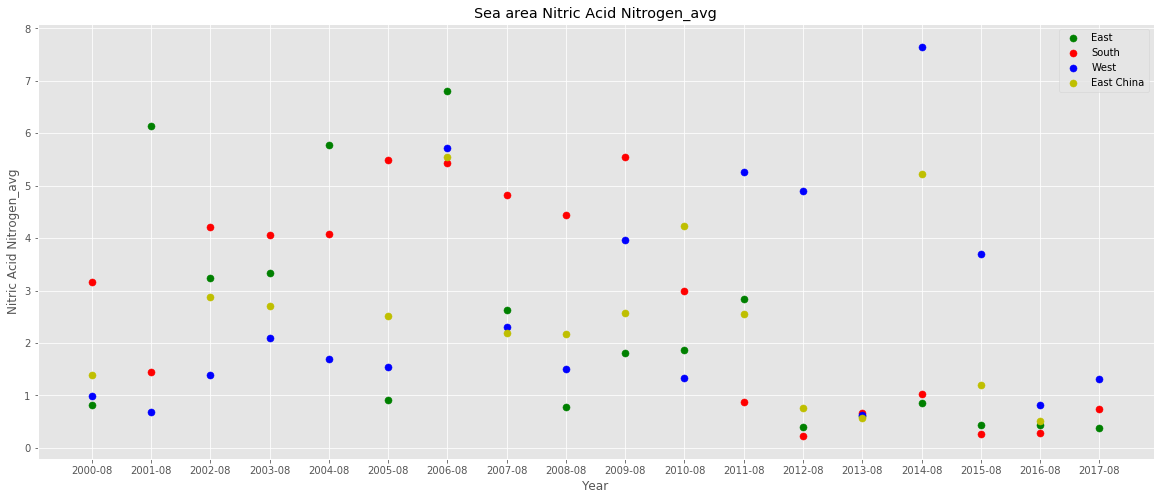 Sea area Nitric Acid Nitrogen_avg
8
7
6
5
4
3
2
1
0
Nitric Acid Nitrogen_avg
East
South
West
East China
2000-08 2001-08 2002-08 2003-08 2004-08 2005-08 2006-08 2007-08 2008-08 2009-08 2010-08 2011-08 2012-08 2013-08 2014-08 2015-08 2016-08 2017-08
Year